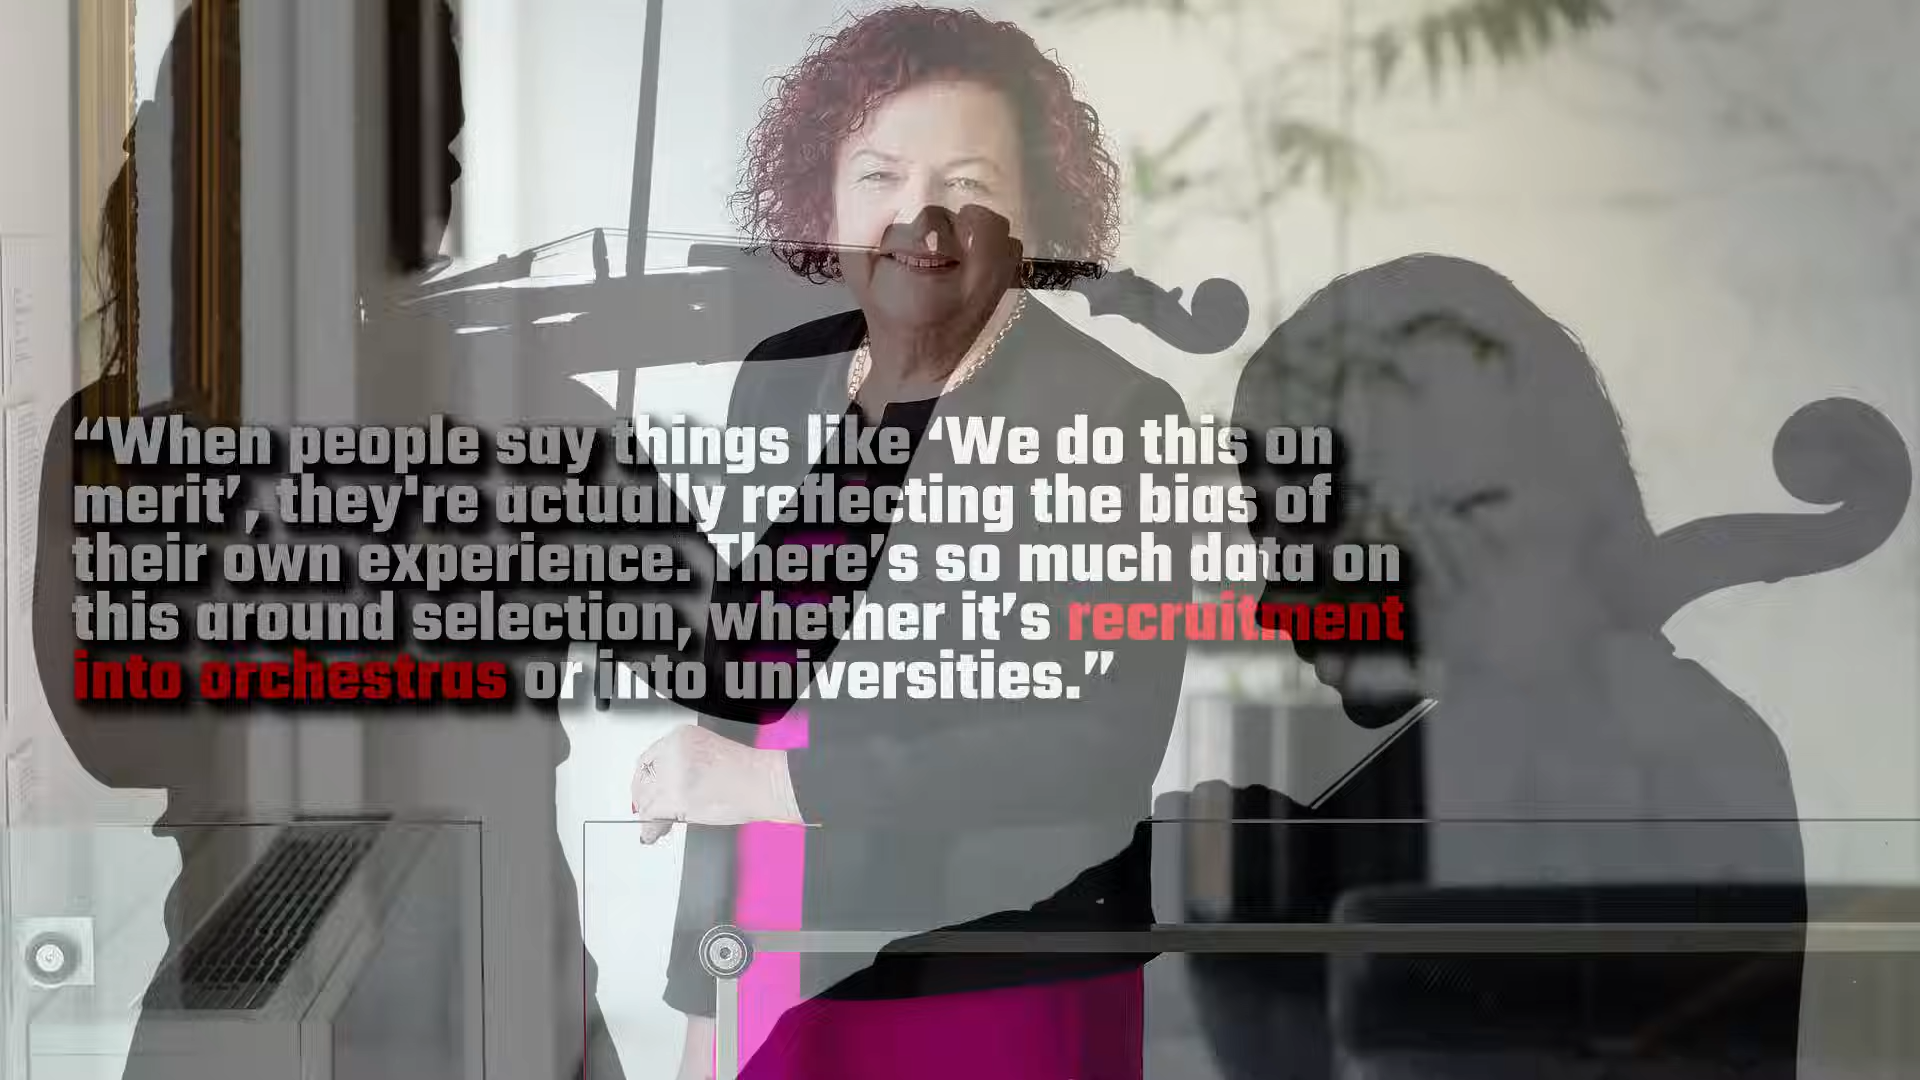 “When people say things like ‘We do this on
merit’, they're actually reflecting the bias of
their own experience. There’s so much data on
this around selection, whether it’s recruitment
into orchestras or into universities.”